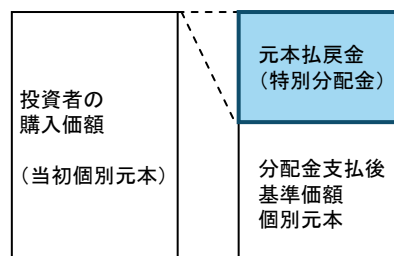 投資者の
購入価額
（当初個別元本）
元本払戻金
（特別分配金）
分配金支払後
基準価額
個別元本